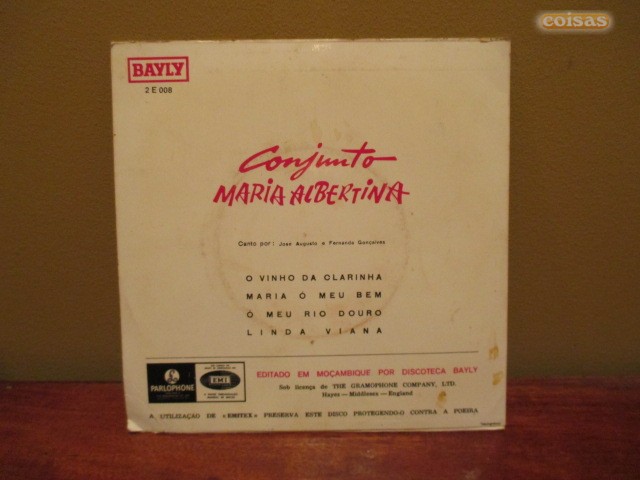 coisas
BAYLY
2 E 008
Conjunto
MARIA ALBERTINA
Canto por: José Augusto e Fernando Gonçalves
O VINHO DA CLARINHA
MARIA Ó MEU BEM
Ó MEU RIO DOURO
LINDA VIANA
PARLOPHONE
EMI
EDITADO EM MOÇAMBIQUE POR DISCOTECA BAYLY
Sob licença de THE GRAMOPHONE COMPANY, LTD.
Hayes — Middlesex — England
A UTILIZAÇÃO DE «EMITEX» PRESERVA ESTE DISCO PROTEGENDO-O CONTRA A POEIRA